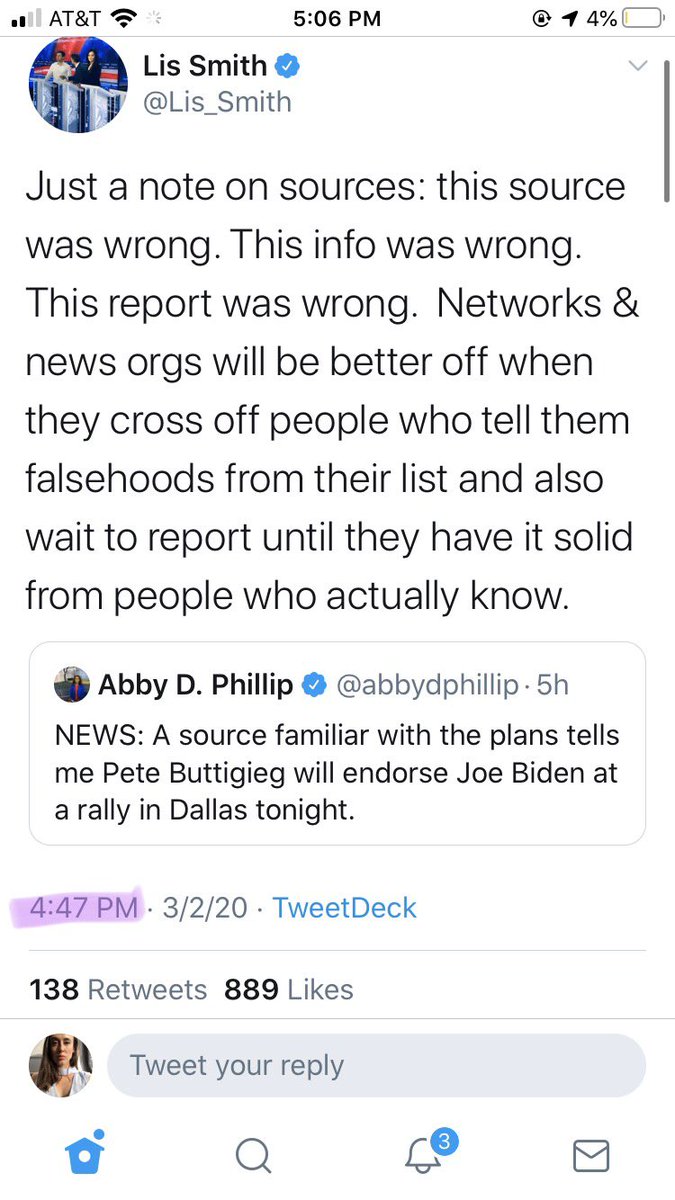 AT&T 5:06 PM 4%
Lis Smith
@Lis_Smith
Just a note on sources: this source
was wrong. This info was wrong.
This report was wrong.  Networks &
news orgs will be better off when
they cross off people who tell them
falsehoods from their list and also
wait to report until they have it solid
from people who actually know.
Abby D. Phillip @abbydphillip · 5h
NEWS: A source familiar with the plans tells
me Pete Buttigieg will endorse Joe Biden at
a rally in Dallas tonight.
4:47 PM · 3/2/20 · TweetDeck
138 Retweets 889 Likes
Tweet your reply
3